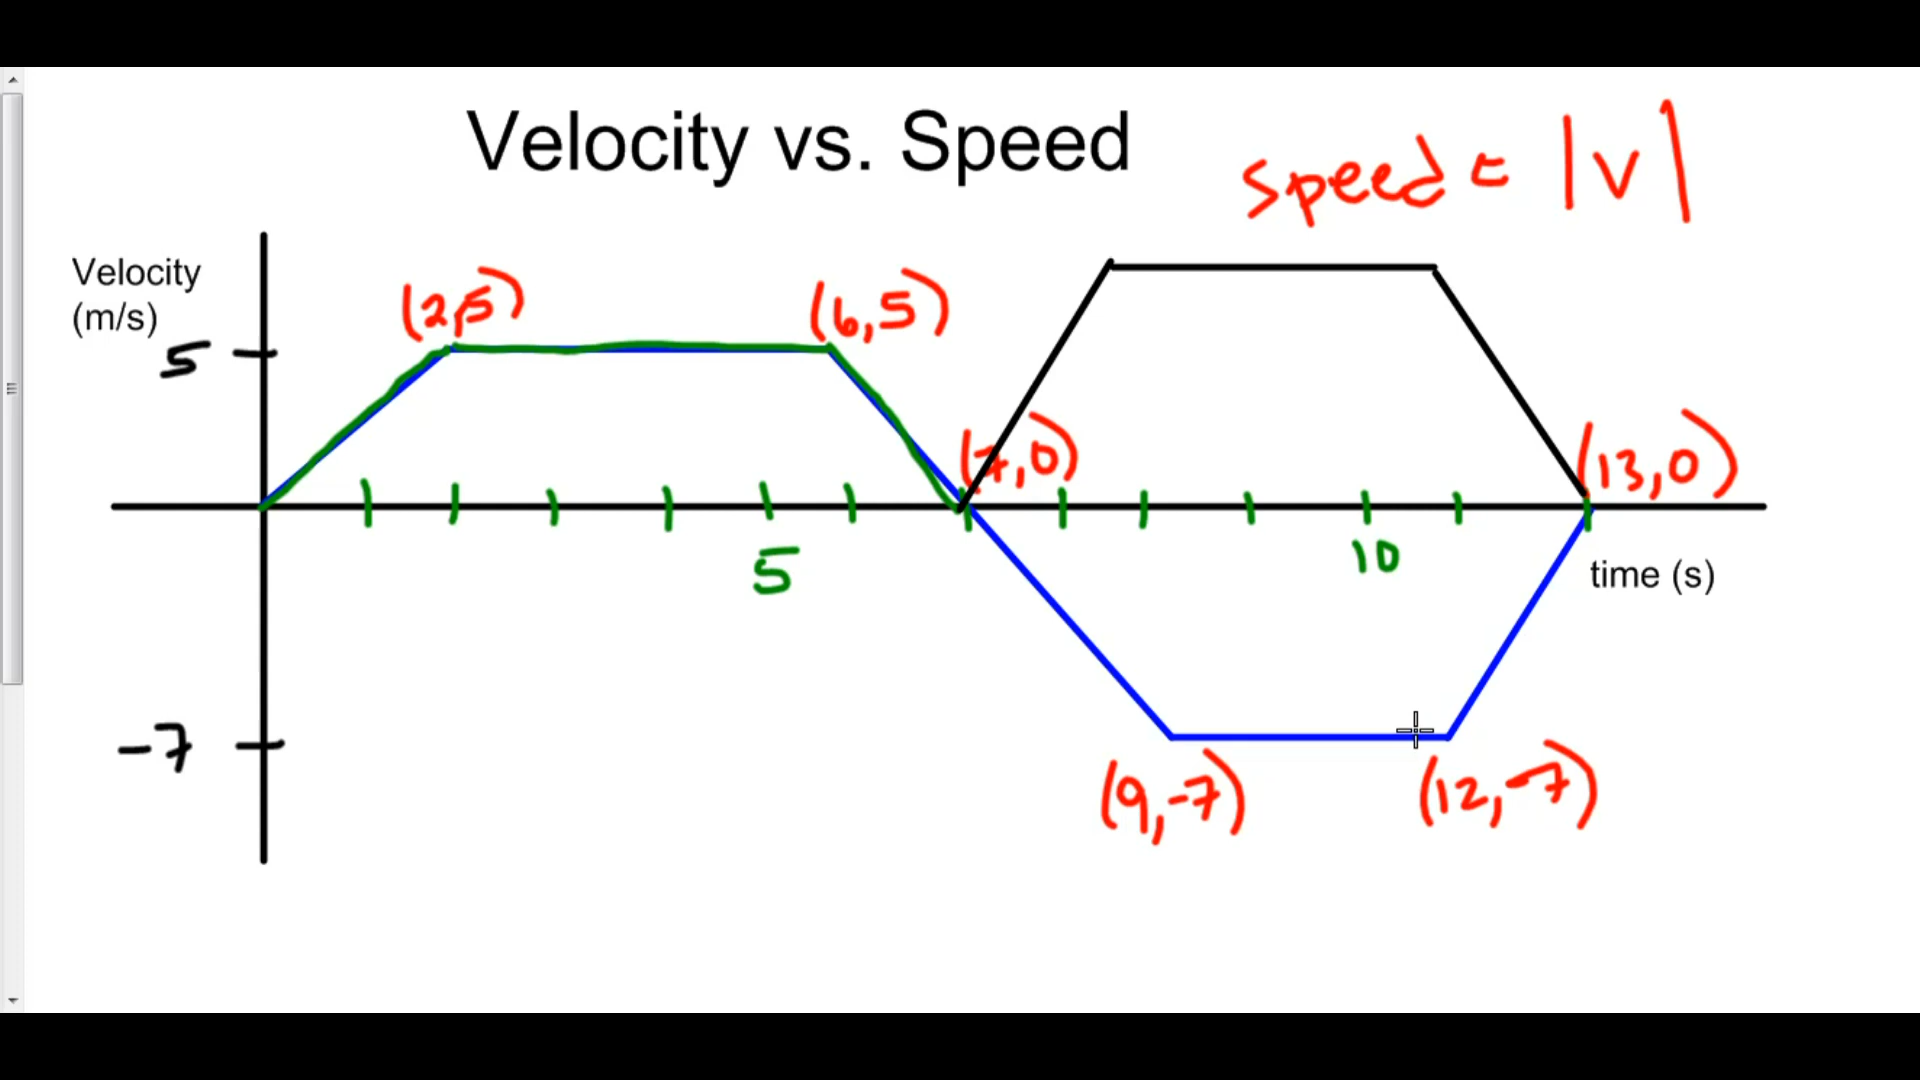 Velocity vs. Speed
speed = |v|
Velocity
(m/s)
(2,5)
(6,5)
5
(7,0)
(13,0)
5
10
time (s)
-7
(9,-7)
(12,-7)